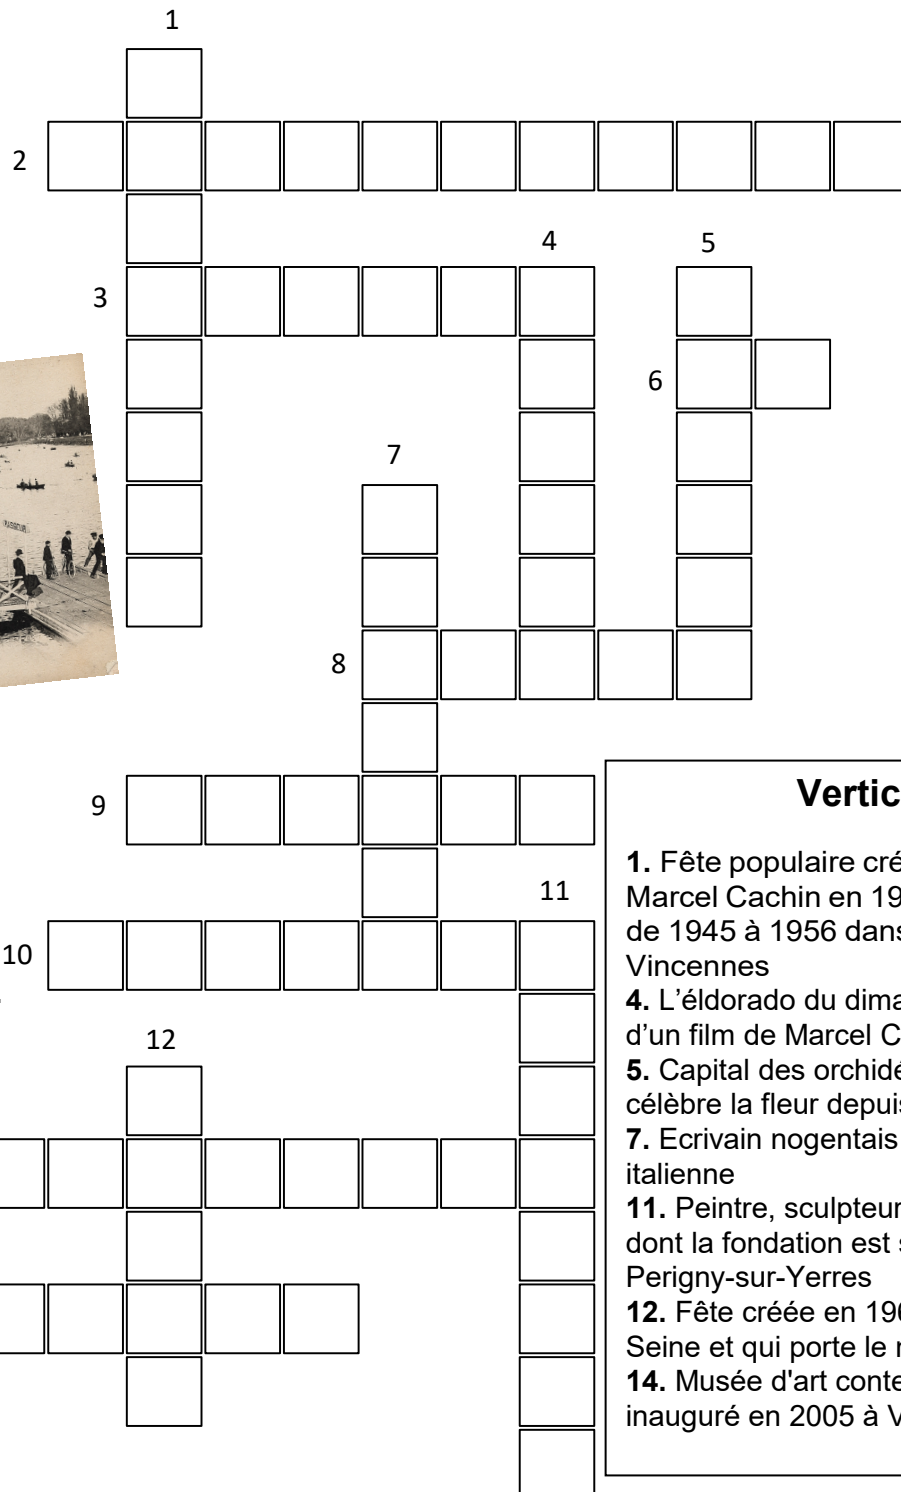 1
2
4 5
3
6
7
8
9
11
10
12
Vertic
1. Fête populaire cré
Marcel Cachin en 19
de 1945 à 1956 dans
Vincennes
4. L’éldorado du dima
d’un film de Marcel C
5. Capital des orchidé
célèbre la fleur depuis
7. Ecrivain nogentais
italienne
11. Peintre, sculpteur
dont la fondation est s
Perigny-sur-Yerres
12. Fête créée en 196
Seine et qui porte le r
14. Musée d'art conte
inauguré en 2005 à V